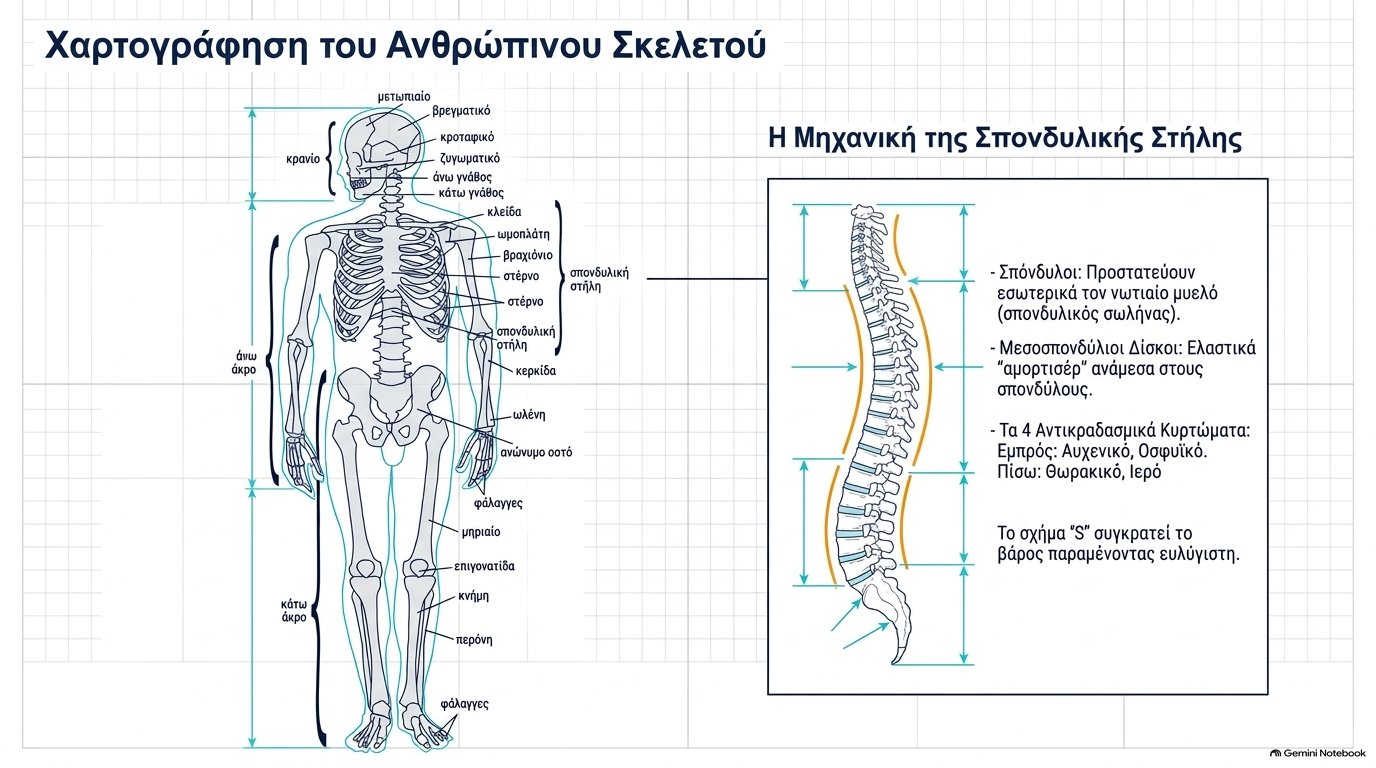 Χαρτογράφηση του Ανθρώπινου Σκελετού
μετωπιαίο
βρεγματικό
κροταφικό
ζυγωματικό
άνω γνάθος
κάτω γνάθος
κρανίο
κλείδα
ωμοπλάτη
βραχιόνιο
στέρνο
στέρνο
σπονδυλική
οτήλη
σπονδυλική
στήλη
άνω
άκρο
κερκίδα
ωλένη
ανώνυμο οοτό
φάλαγγες
μηριαίο
επιγονατίδα
κνήμη
κάτω
άκρο
περόνη
φάλαγγες
Η Μηχανική της Σπονδυλικής Στήλης
- Σπόνδυλοι: Προστατεύουν
εσωτερικά τον νωτιαίο μυελό
(σπονδυλικός σωλήνας).
- Μεσοσπονδύλιοι Δίσκοι: Ελαστικά
“αμορτισέρ” ανάμεσα στους
σπονδύλους.
- Τα 4 Αντικραδασμικά Κυρτώματα:
Εμπρός: Αυχενικό, Οσφυϊκό.
Πίσω: Θωρακικό, Ιερό
Το σχήμα “S” συγκρατεί το
βάρος παραμένοντας ευλύγιστη.
Gemini Notebook